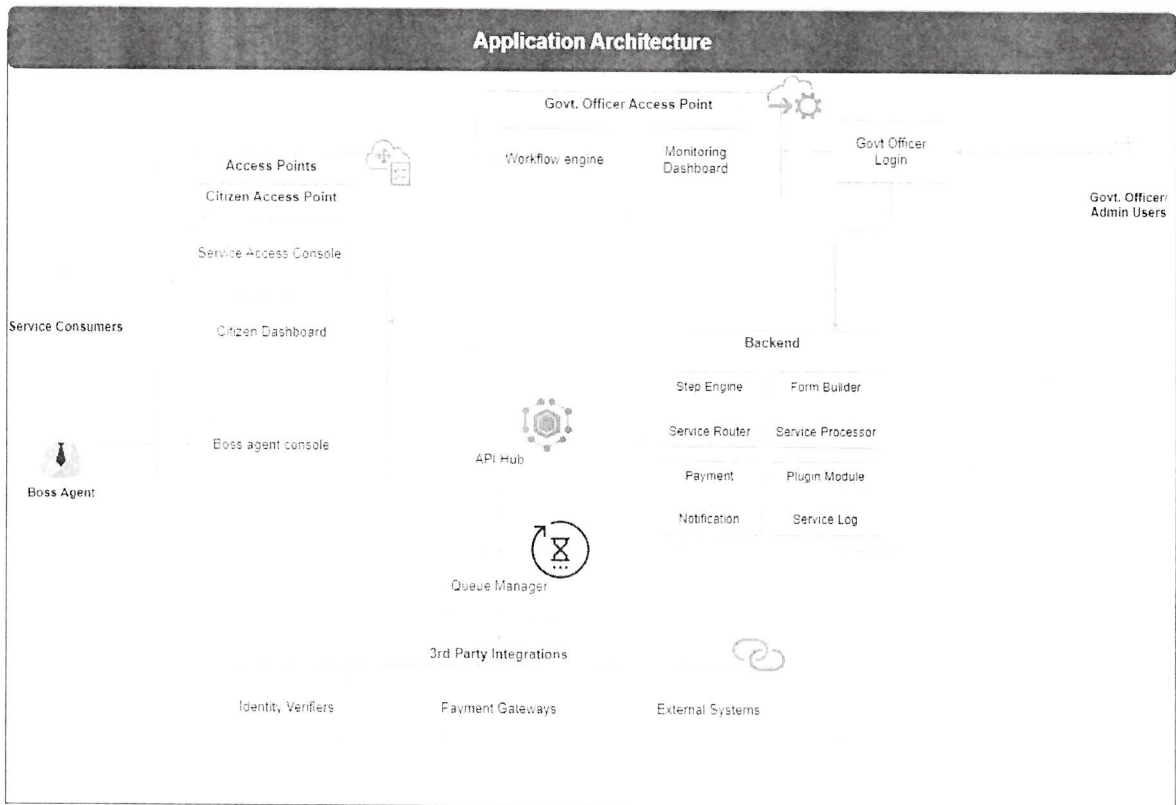 Application Architecture
Govt. Officer Access Point
Workflow engine
Monitoring
Dashboard
Govt Officer
Login
Govt. Officer/
Admin Users
Access Points
Citizen Access Point
Service Access Console
Citizen Dashboard
Boss agent console
Service Consumers
Boss Agent
API Hub
Queue Manager
Backend
Step Engine
Form Builder
Service Router
Service Processor
Payment
Plugin Module
Notification
Service Log
3rd Party Integrations
Identity Verifiers
Payment Gateways
External Systems